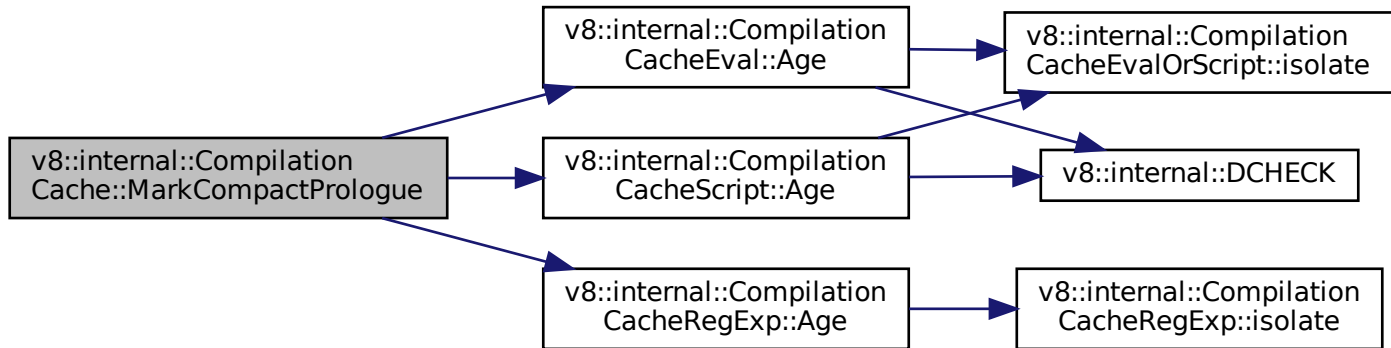 v8::internal::Compilation
CacheEval::Age
v8::internal::Compilation
CacheEvalOrScript::isolate
v8::internal::Compilation
Cache::MarkCompactPrologue
v8::internal::Compilation
CacheScript::Age
v8::internal::DCHECK
v8::internal::Compilation
CacheRegExp::Age
v8::internal::Compilation
CacheRegExp::isolate